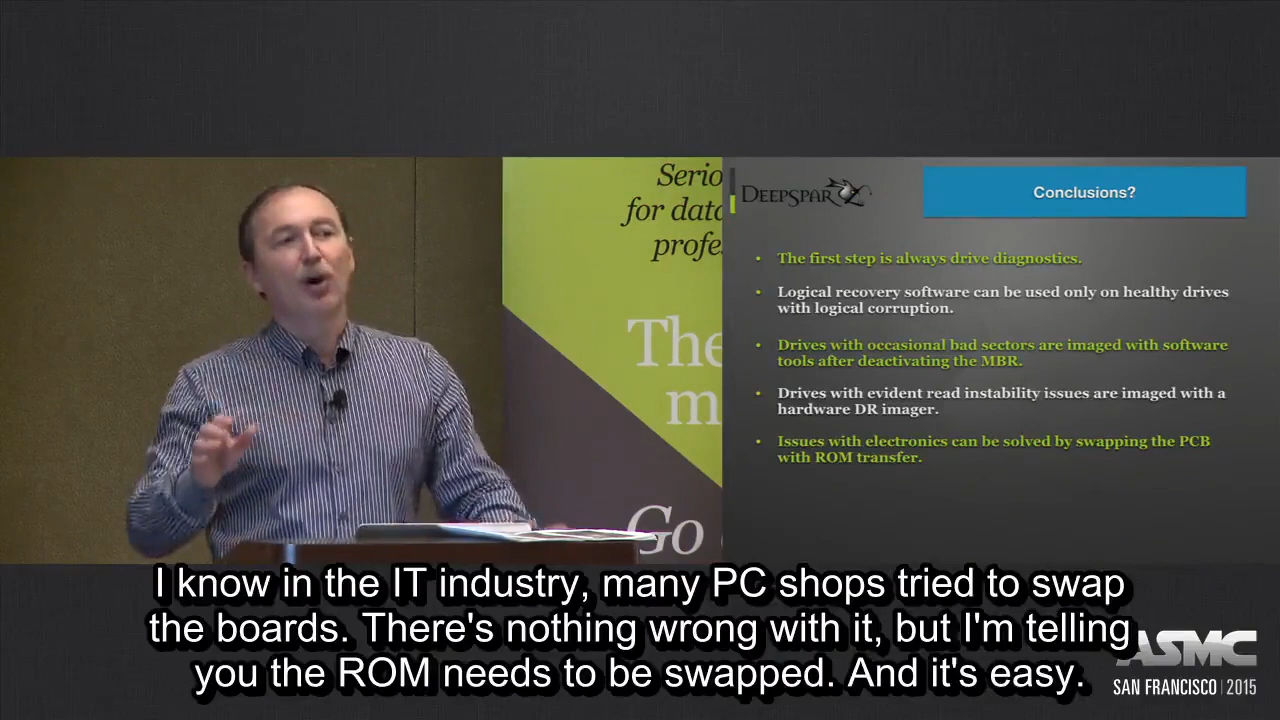 Serio
for data
profes
The
m
Go
DEEPSPAR
Conclusions?
• The first step is always drive diagnostics.
• Logical recovery software can be used only on healthy drives
with logical corruption.
• Drives with occasional bad sectors are imaged with software
tools after deactivating the MBR.
• Drives with evident read instability issues are imaged with a
hardware DR imager.
• Issues with electronics can be solved by swapping the PCB
with ROM transfer.
I know in the IT industry, many PC shops tried to swap
the boards. There's nothing wrong with it, but I'm telling
you the ROM needs to be swapped. And it's easy.
ASMC
SAN FRANCISCO | 2015